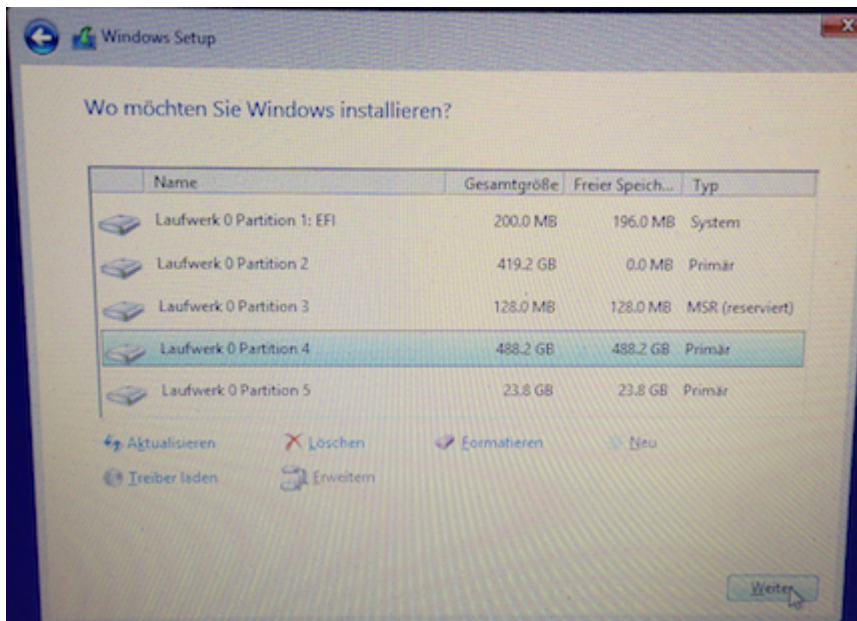 Windows Setup
Wo möchten Sie Windows installieren?
Name Gesamtgröße Freier Speich... Typ
Laufwerk 0 Partition 1: EFI 200.0 MB 196.0 MB System
Laufwerk 0 Partition 2 419.2 GB 0.0 MB Primär
Laufwerk 0 Partition 3 128.0 MB 128.0 MB MSR (reserviert)
Laufwerk 0 Partition 4 488.2 GB 488.2 GB Primär
Laufwerk 0 Partition 5 23.8 GB 23.8 GB Primär
Aktualisieren Löschen Formatieren Neu
Treiber laden Erweitern
Weiter